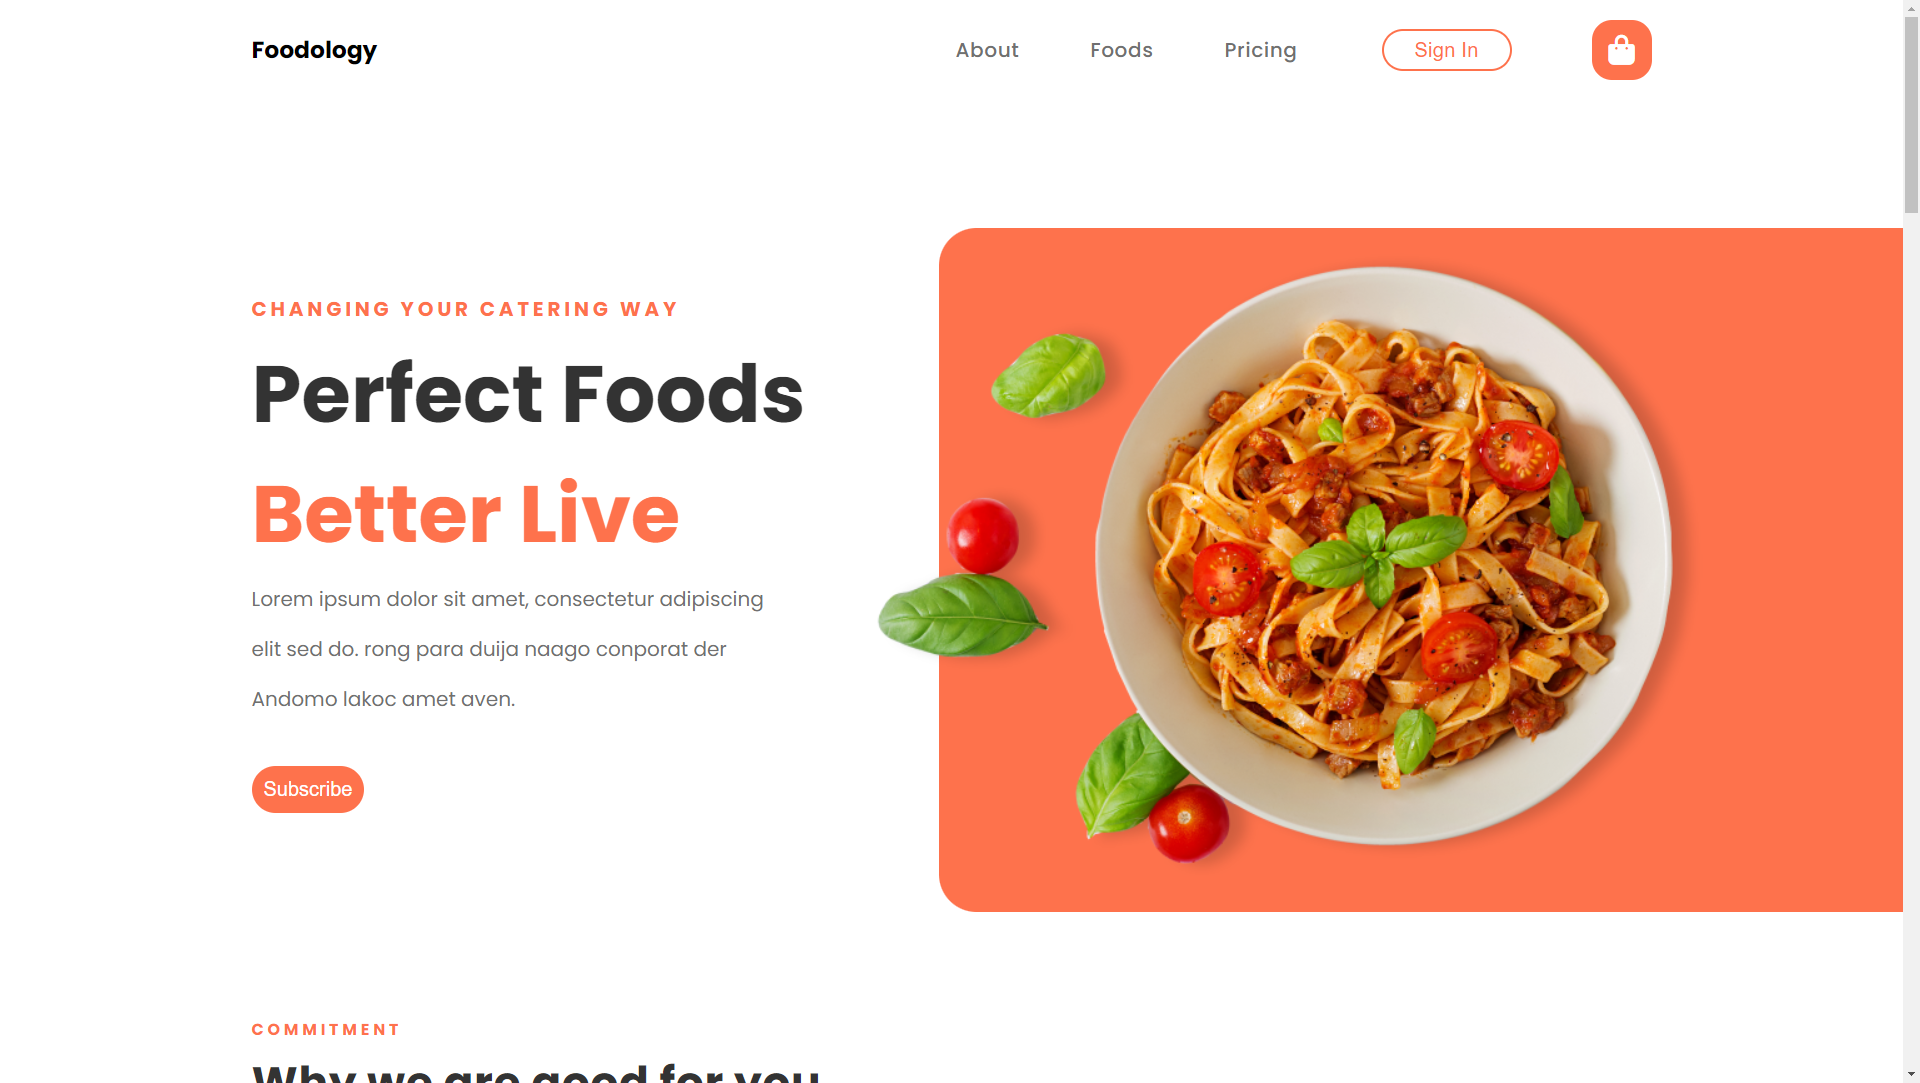 Foodology
About
Foods
Pricing
Sign In
CHANGING YOUR CATERING WAY
Perfect Foods
Better Live
Lorem ipsum dolor sit amet, consectetur adipiscing
elit sed do. rong para duija naago conporat der
Andomo lakoc amet aven.
Subscribe
COMMITMENT
Why we are good for you